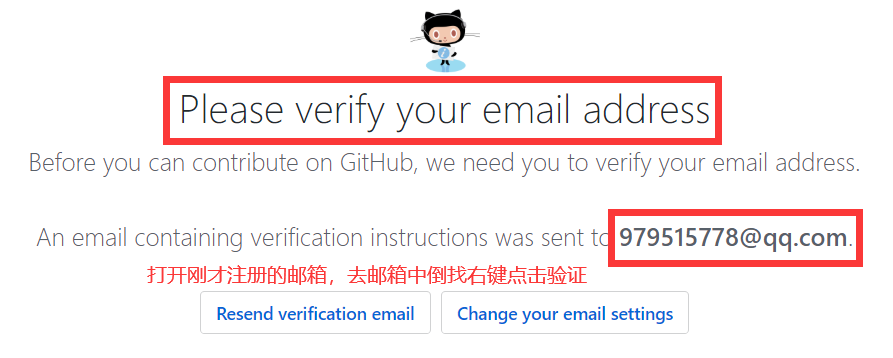 Please verify your email address
Before you can contribute on GitHub, we need you to verify your email address.
An email containing verification instructions was sent to 979515778@qq.com.
打开刚才注册的邮箱，去邮箱中倒找右键点击验证
Resend verification email
Change your email settings